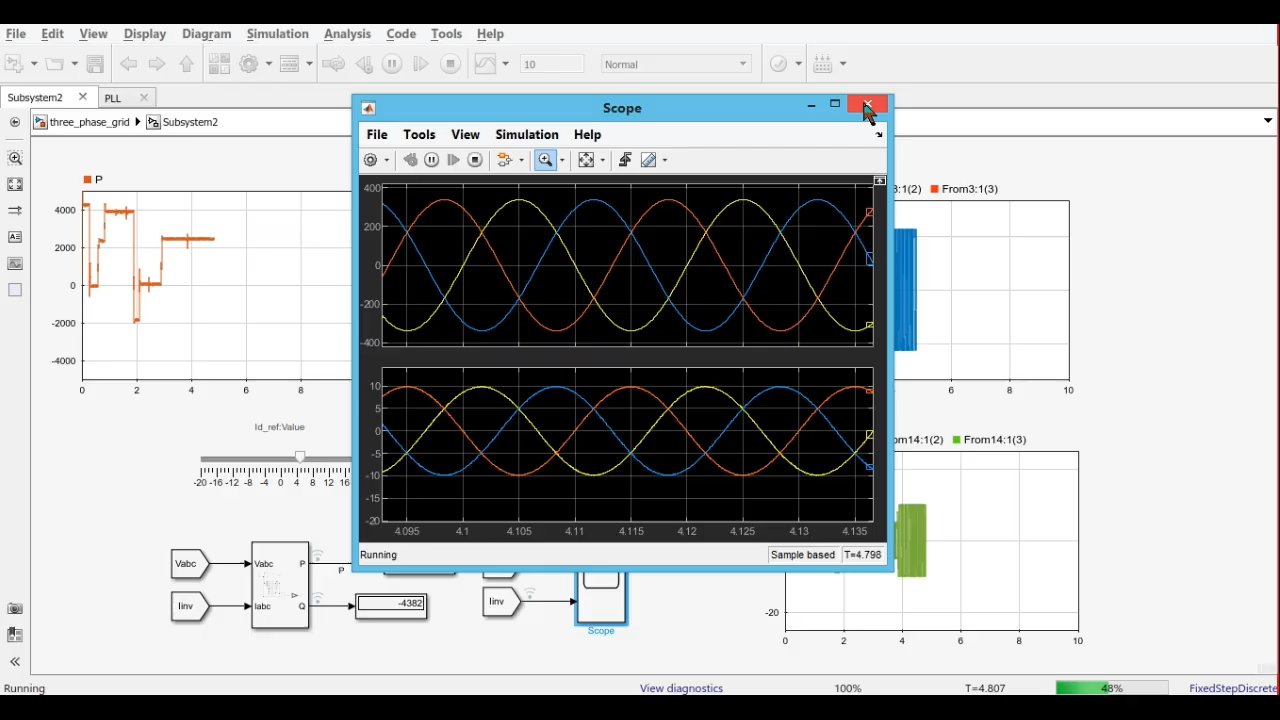 File Edit View Display Diagram Simulation Analysis Code Tools Help
10 Normal
Subsystem2 PLL
three_phase_grid Subsystem2
Scope
File Tools View Simulation Help
P
4000
2000
0
-2000
-4000
0 2 4 6 8
Id_ref:Value
-20 -16 -12 -8 -4 0 4 8 12 16
Vabc
Iinv
Vabc P
Iabc Q
P
-4382
Iinv
Scope
400
200
0
-200
-400
10
5
0
-5
-10
-15
-20
4.095 4.1 4.105 4.11 4.115 4.12 4.125 4.13 4.135
Running Sample based T=4.798
3:1(2) From3:1(3)
6 8 10
om14:1(2) From14:1(3)
-20
0 2 4 6 8 10
Running View diagnostics 100% T=4.807 48% FixedStepDiscrete